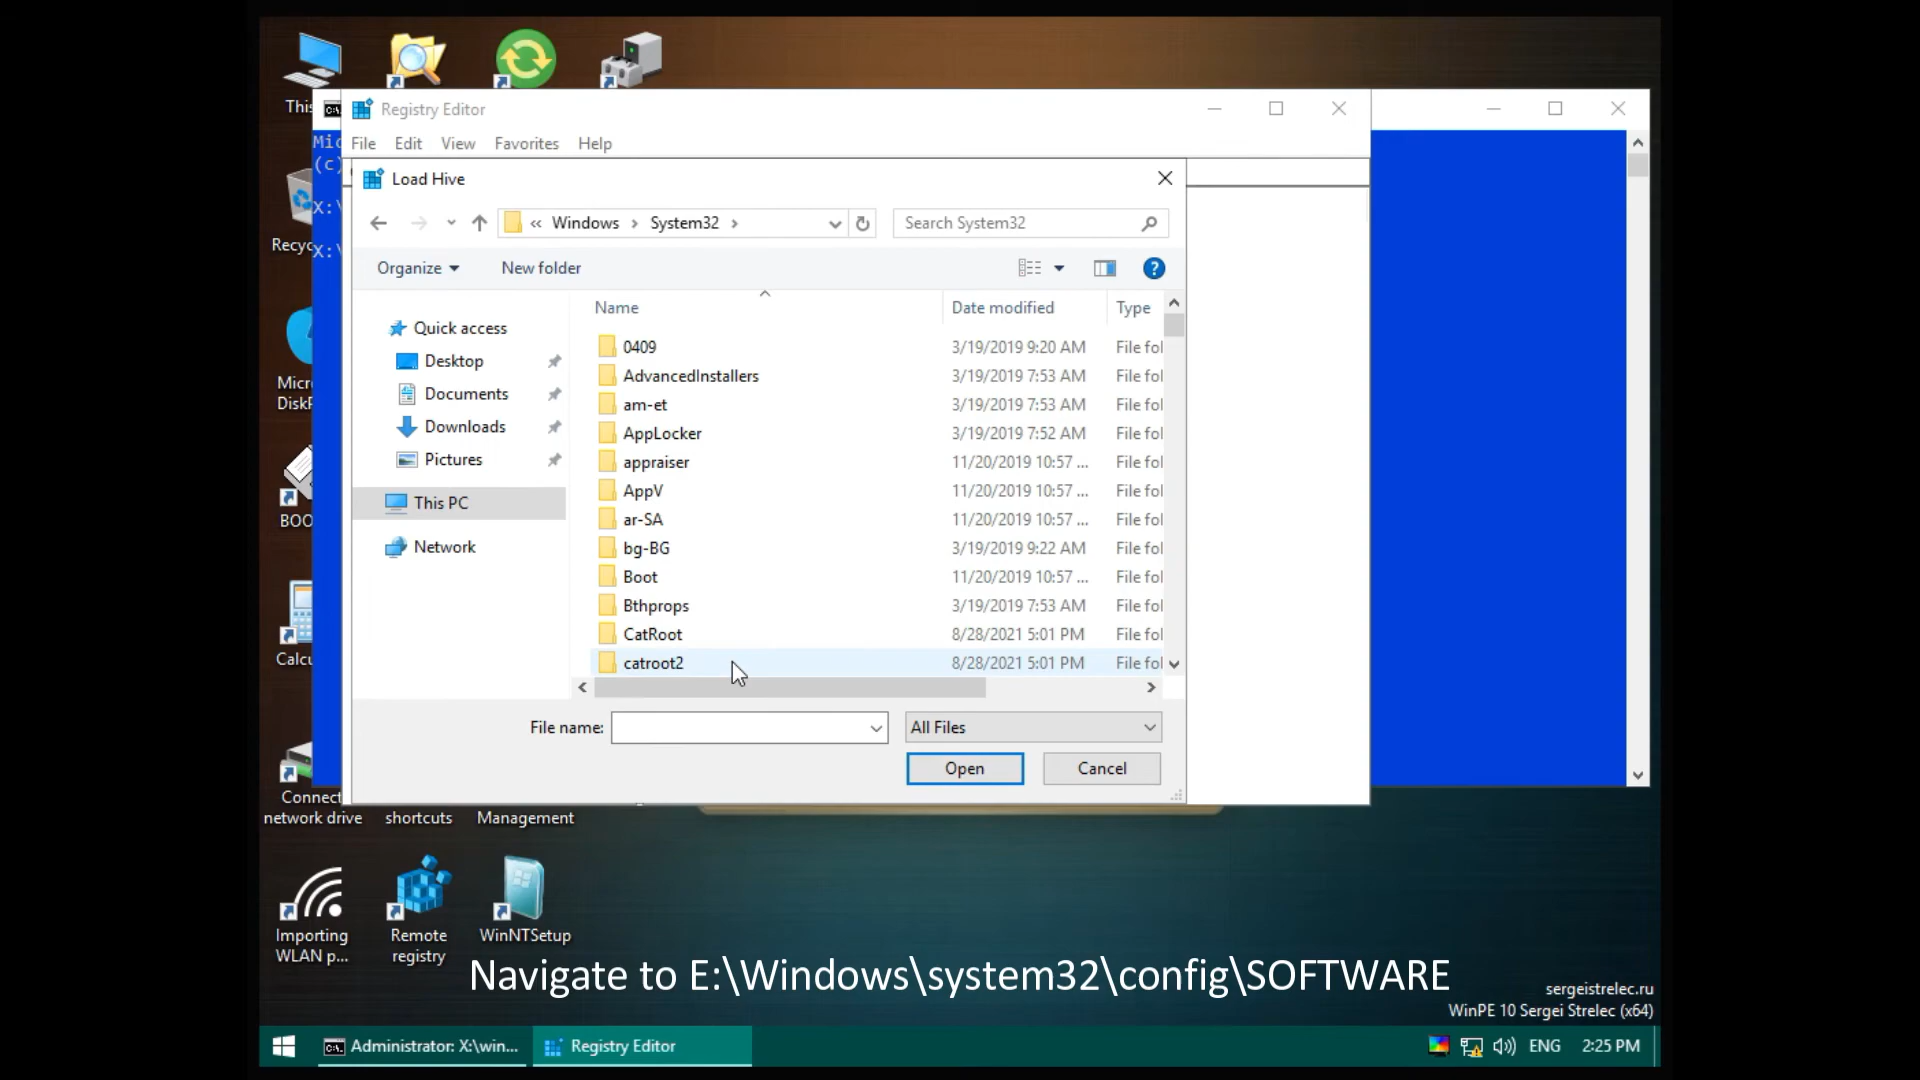 This
Registry Editor
File Edit View Favorites Help
Mic
(c)
Load Hive
X:\
« Windows > System32 >
Search System32
Recyc
X:\
Organize
New folder
Name
Date modified
Type
Quick access
Desktop
Documents
Downloads
Pictures
This PC
Network
0409 3/19/2019 9:20 AM File fol
AdvancedInstallers 3/19/2019 7:53 AM File fol
am-et 3/19/2019 7:53 AM File fol
AppLocker 3/19/2019 7:52 AM File fol
appraiser 11/20/2019 10:57 ... File fol
AppV 11/20/2019 10:57 ... File fol
ar-SA 11/20/2019 10:57 ... File fol
bg-BG 3/19/2019 9:22 AM File fol
Boot 11/20/2019 10:57 ... File fol
Bthprops 3/19/2019 7:53 AM File fol
CatRoot 8/28/2021 5:01 PM File fol
catroot2 8/28/2021 5:01 PM File fol
Micr
DiskP
BOO
Calcu
File name:
All Files
Open
Cancel
Connect
network drive
shortcuts
Management
Importing
WLAN p...
Remote
registry
WinNTSetup
Navigate to E:\Windows\system32\config\SOFTWARE
sergeistrelec.ru
WinPE 10 Sergei Strelec (x64)
Administrator: X:\win...
Registry Editor
ENG
2:25 PM